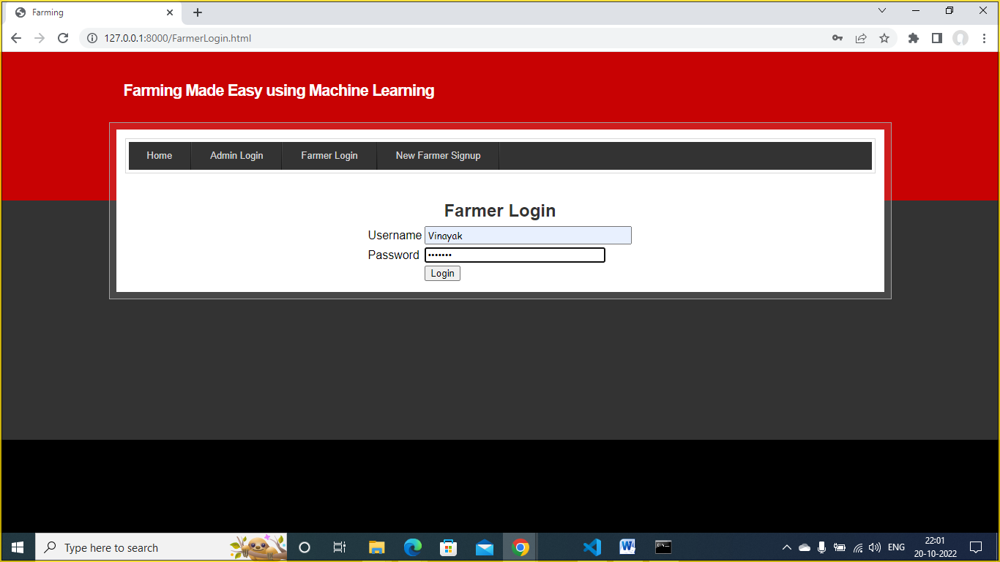 Farming
127.0.0.1:8000/FarmerLogin.html
Farming Made Easy using Machine Learning
Home Admin Login Farmer Login New Farmer Signup
Farmer Login
Username Vinayak
Password •••••••
Login
Type here to search
ENG
22:01
20-10-2022